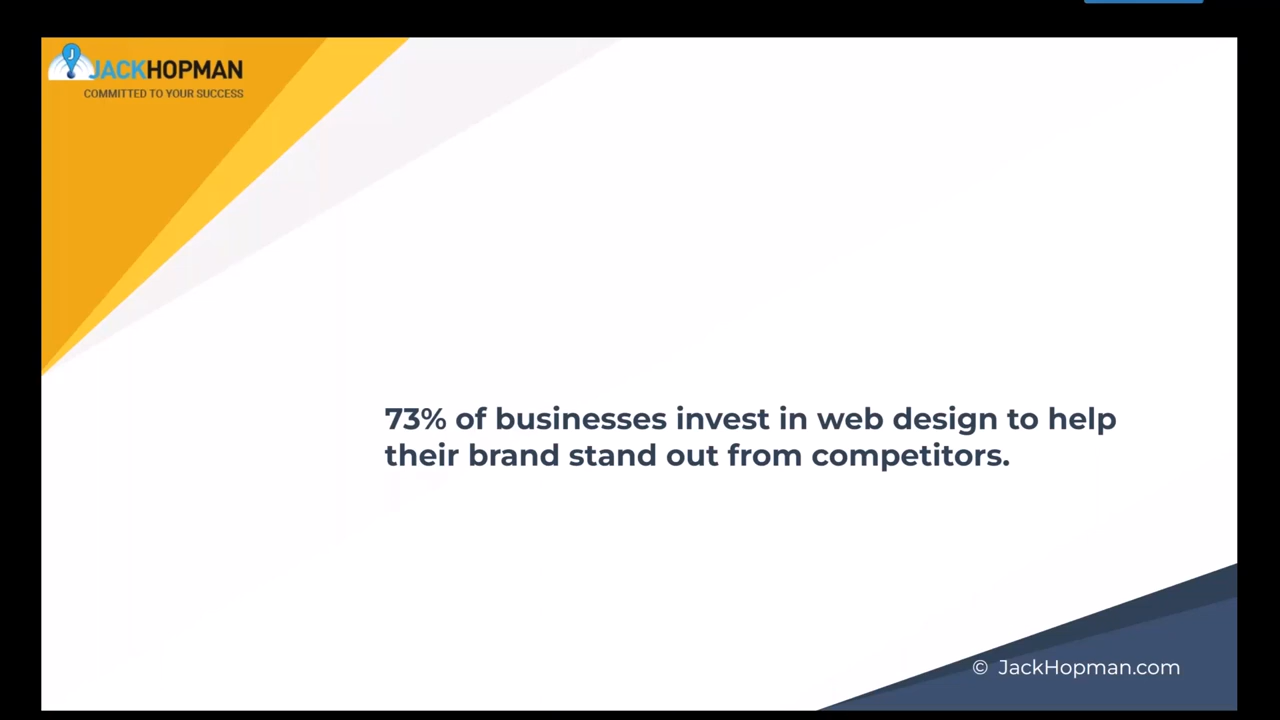 J
JACKHOPMAN
COMMITTED TO YOUR SUCCESS
73% of businesses invest in web design to help
their brand stand out from competitors.
© JackHopman.com